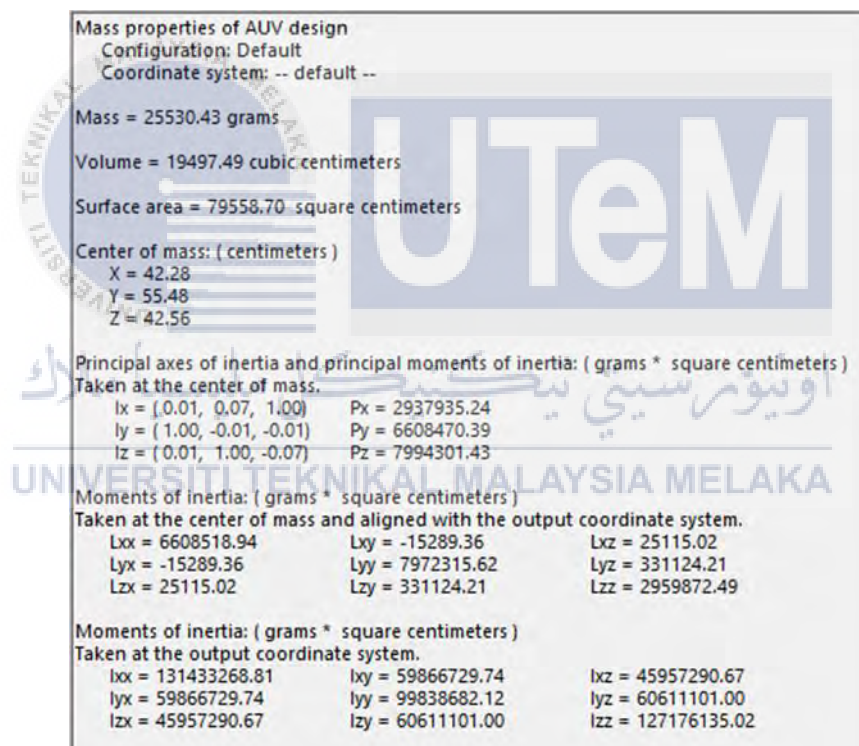 Mass properties of AUV design
Configuration: Default
Coordinate system: -- default --
Mass = 25530.43 grams
Volume = 19497.49 cubic centimeters
Surface area = 79558.70 square centimeters
Center of mass: ( centimeters )
X = 42.28
Y = 55.48
Z = 42.56
Principal axes of inertia and principal moments of inertia: ( grams * square centimeters )
Taken at the center of mass.
Ix = ( 0.01, 0.07, 1.00) Px = 2937935.24
Iy = ( 1.00, -0.01, -0.01) Py = 6608470.39
Iz = ( 0.01, 1.00, -0.07) Pz = 7994301.43
Moments of inertia: ( grams * square centimeters )
Taken at the center of mass and aligned with the output coordinate system.
Lxx = 6608518.94 Lxy = -15289.36 Lxz = 25115.02
Lyx = -15289.36 Lyy = 7972315.62 Lyz = 331124.21
Lzx = 25115.02 Lzy = 331124.21 Lzz = 2959872.49
Moments of inertia: ( grams * square centimeters )
Taken at the output coordinate system.
Ixx = 131433268.81 Ixy = 59866729.74 Ixz = 45957290.67
Iyx = 59866729.74 Iyy = 99838682.12 Iyz = 60611101.00
Izx = 45957290.67 Izy = 60611101.00 Izz = 127176135.02
UTeM
UNIVERSITI TEKNIKAL MALAYSIA MELAKA